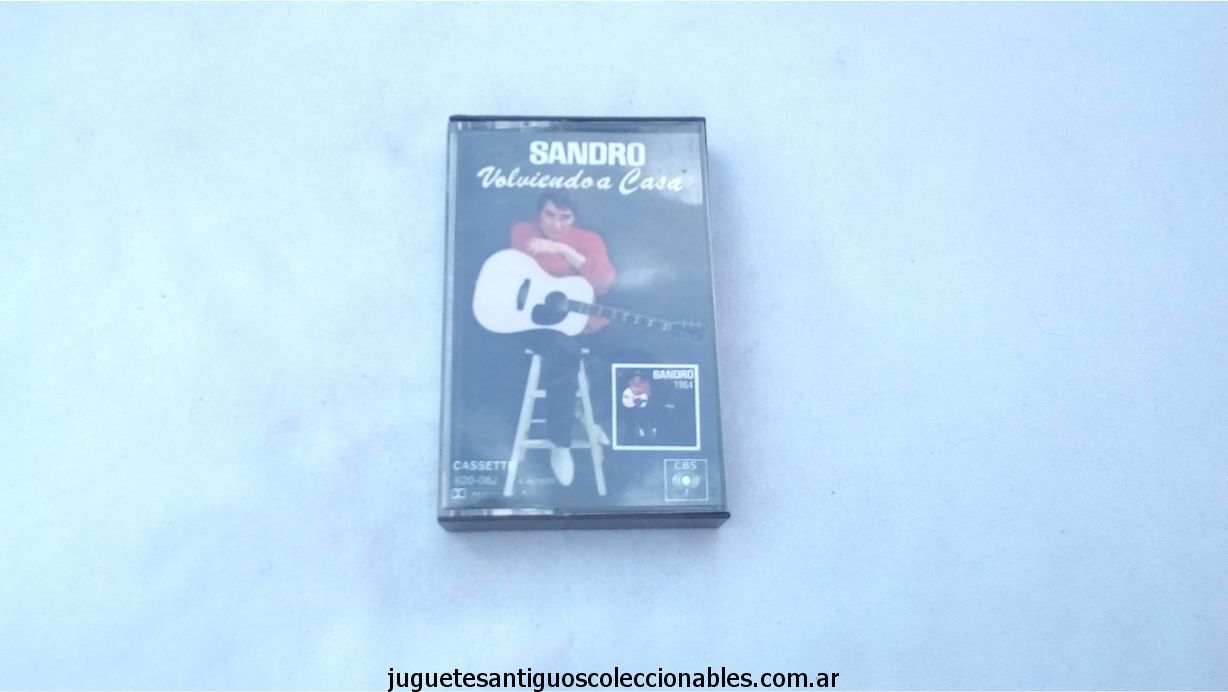 SANDRO
Volviendo a Casa
SANDRO
1964
CASSETTE
620-082
CBS
juguetesantiguoscoleccionables.com.ar